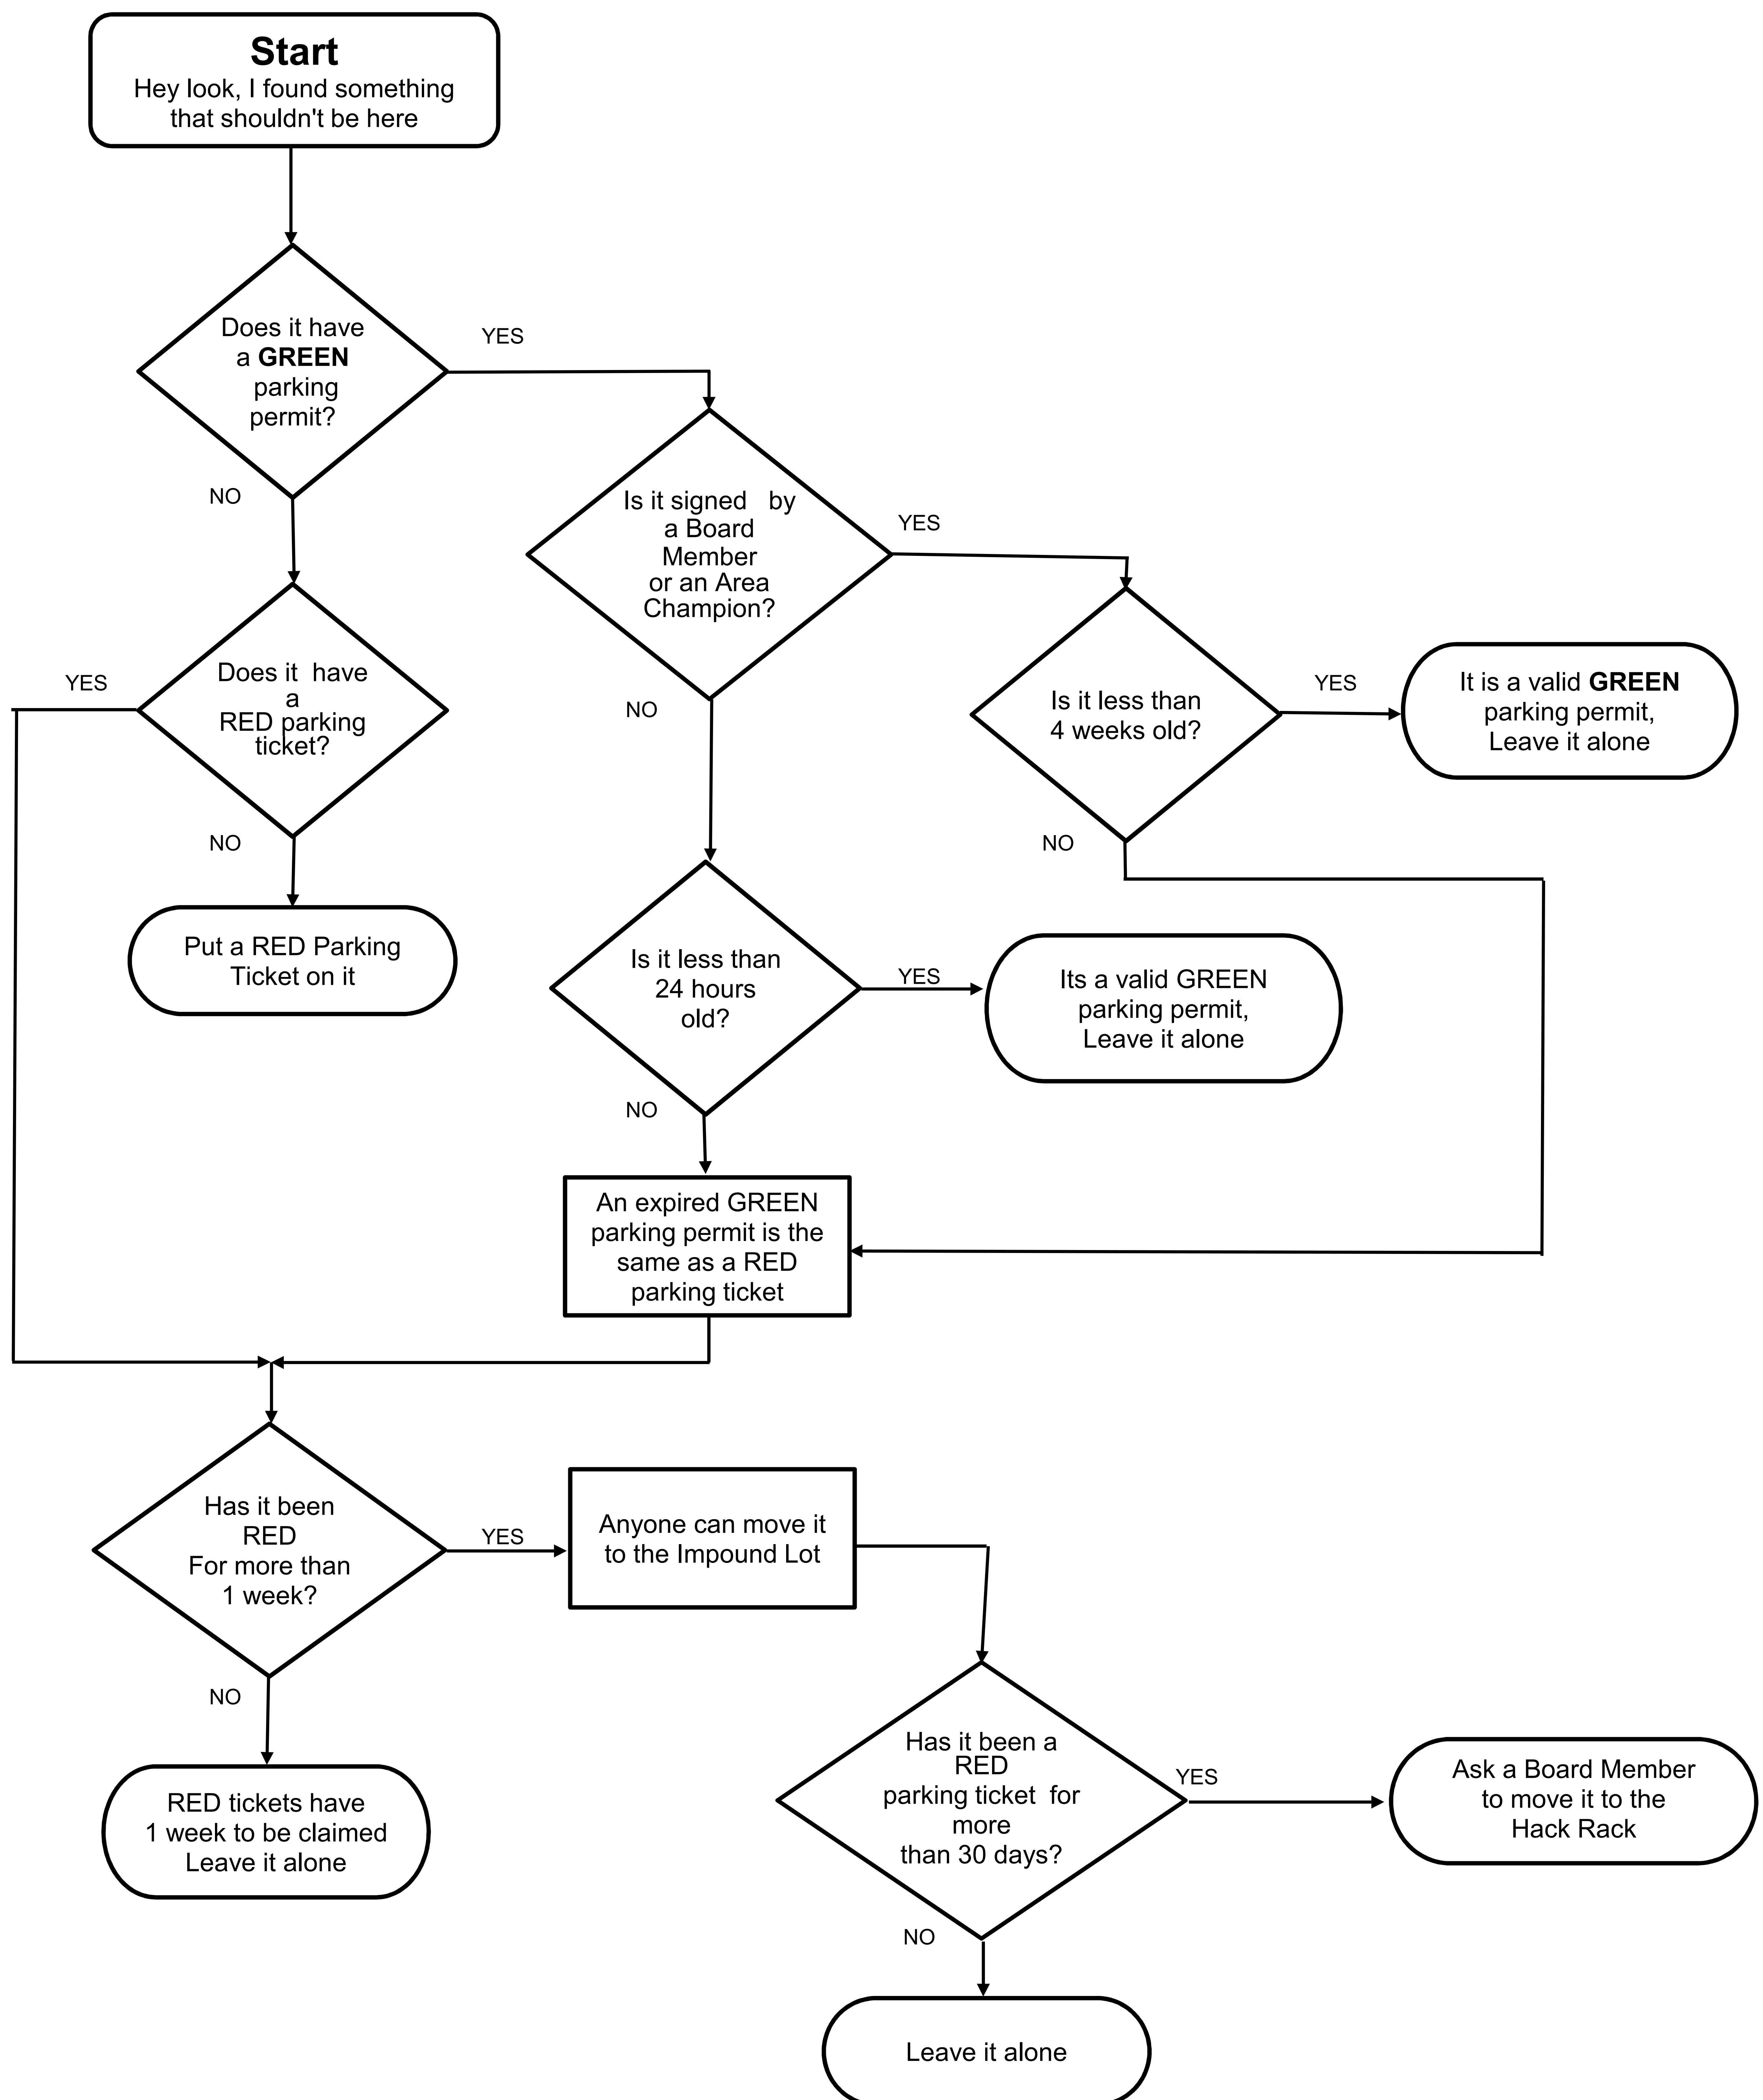 Start
Hey look, I found something
that shouldn't be here
Does it have
a GREEN
parking
permit?
YES
NO
Is it signed by
a Board
Member
or an Area
Champion?
YES
NO
Does it have
a
RED parking
ticket?
YES
NO
Is it less than
4 weeks old?
YES
NO
It is a valid GREEN
parking permit,
Leave it alone
Put a RED Parking
Ticket on it
Is it less than
24 hours
old?
YES
NO
Its a valid GREEN
parking permit,
Leave it alone
An expired GREEN
parking permit is the
same as a RED
parking ticket
Has it been
RED
For more than
1 week?
YES
NO
Anyone can move it
to the Impound Lot
RED tickets have
1 week to be claimed
Leave it alone
Has it been a
RED
parking ticket for
more
than 30 days?
YES
NO
Ask a Board Member
to move it to the
Hack Rack
Leave it alone